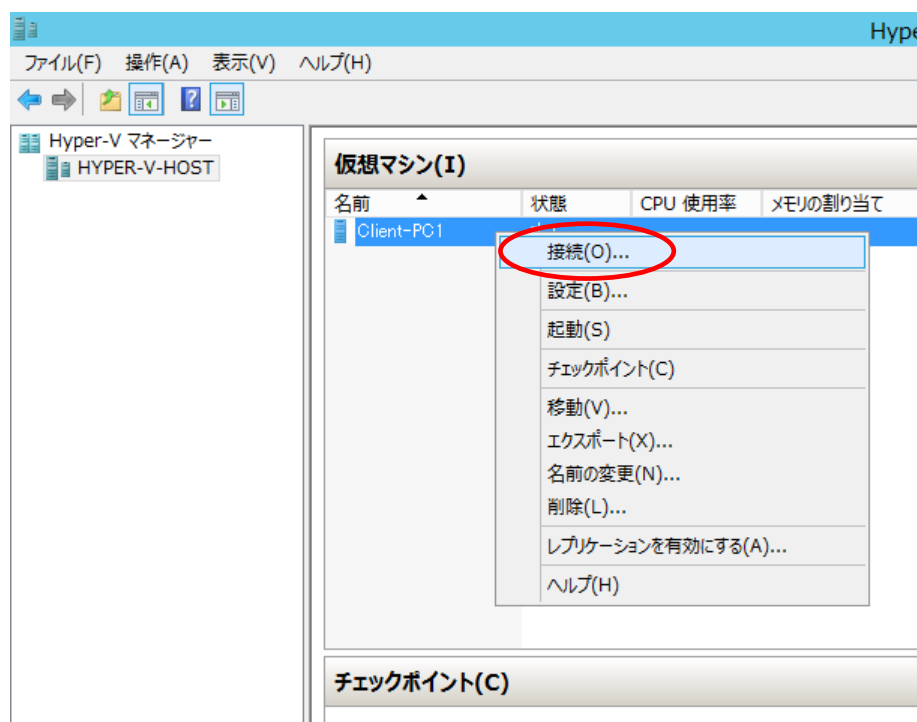 Hype
ファイル(F) 操作(A) 表示(V) ヘルプ(H)
Hyper-V マネージャー
HYPER-V-HOST
仮想マシン(I)
名前 状態 CPU 使用率 メモリの割り当て
Client-PC1
接続(O)...
設定(B)...
起動(S)
チェックポイント(C)
移動(V)...
エクスポート(X)...
名前の変更(N)...
削除(L)...
レプリケーションを有効にする(A)...
ヘルプ(H)
チェックポイント(C)